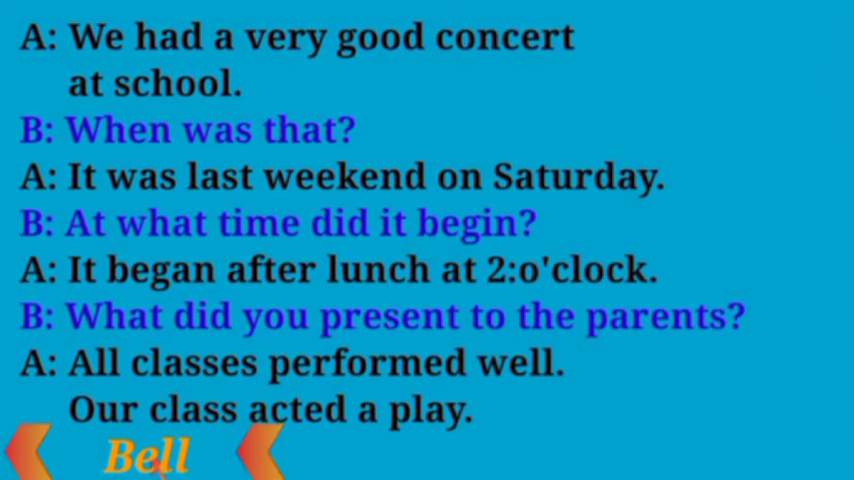 A: We had a very good concert
at school.
B: When was that?
A: It was last weekend on Saturday.
B: At what time did it begin?
A: It began after lunch at 2:o'clock.
B: What did you present to the parents?
A: All classes performed well.
Our class acted a play.
Bell